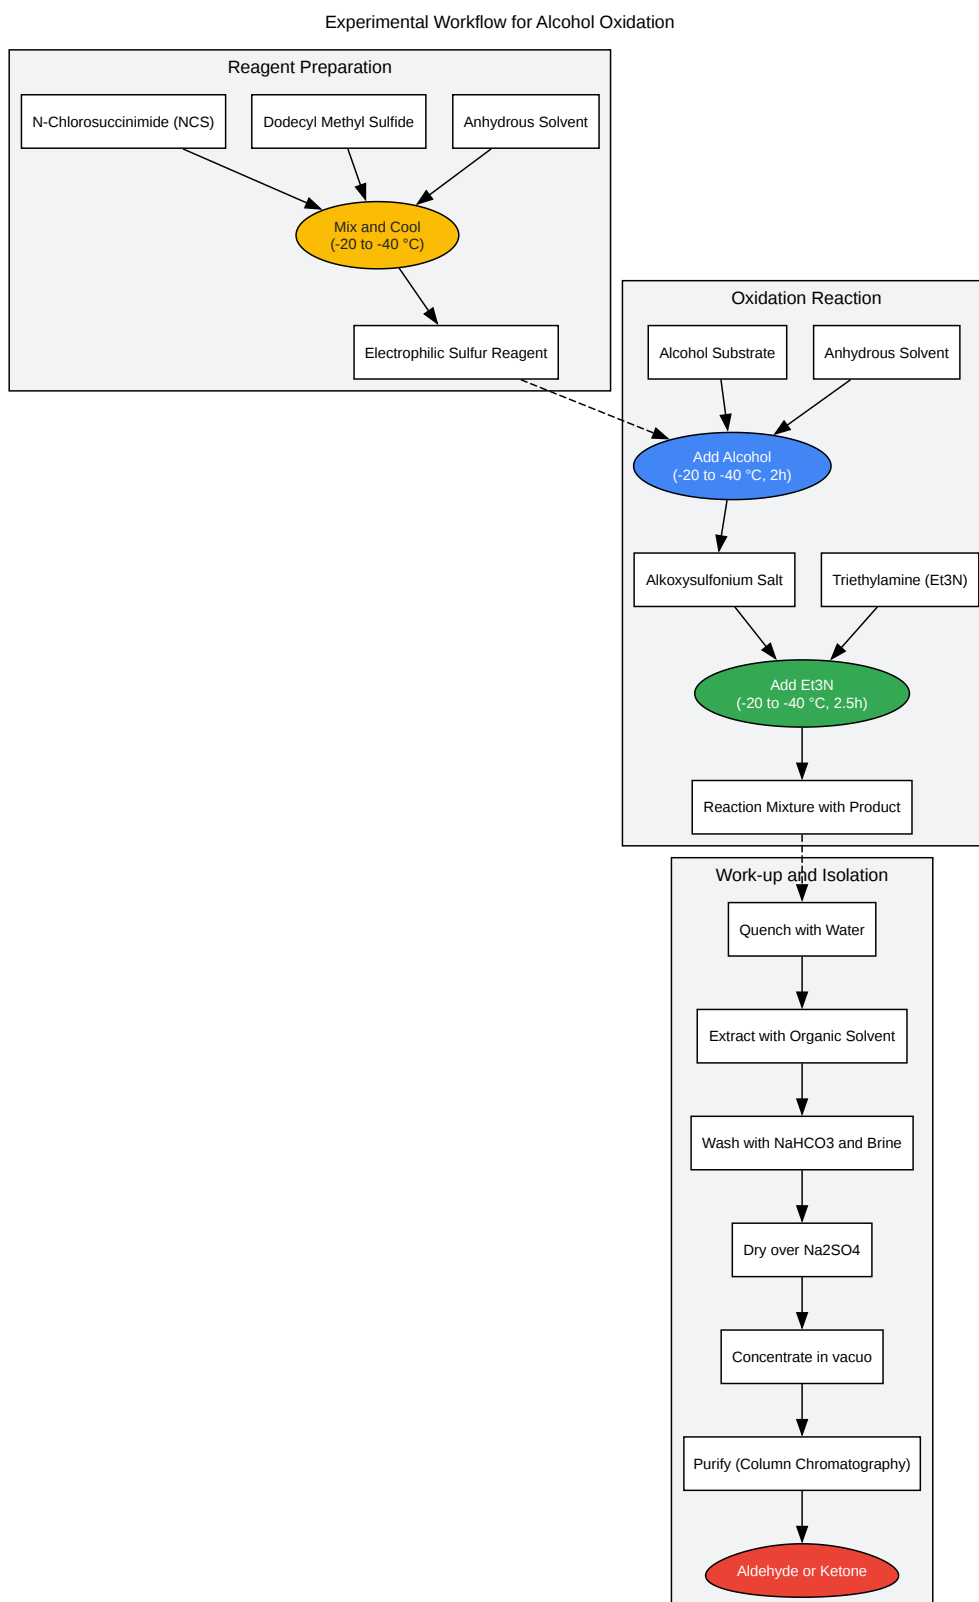 Experimental Workflow for Alcohol Oxidation
Reagent Preparation
N-Chlorosuccinimide (NCS)
Dodecyl Methyl Sulfide
Anhydrous Solvent
Mix and Cool
(-20 to -40 °C)
Electrophilic Sulfur Reagent
Oxidation Reaction
Alcohol Substrate
Anhydrous Solvent
Add Alcohol
(-20 to -40 °C, 2h)
Alkoxysulfonium Salt
Triethylamine (Et3N)
Add Et3N
(-20 to -40 °C, 2.5h)
Reaction Mixture with Product
Work-up and Isolation
Quench with Water
Extract with Organic Solvent
Wash with NaHCO3 and Brine
Dry over Na2SO4
Concentrate in vacuo
Purify (Column Chromatography)
Aldehyde or Ketone